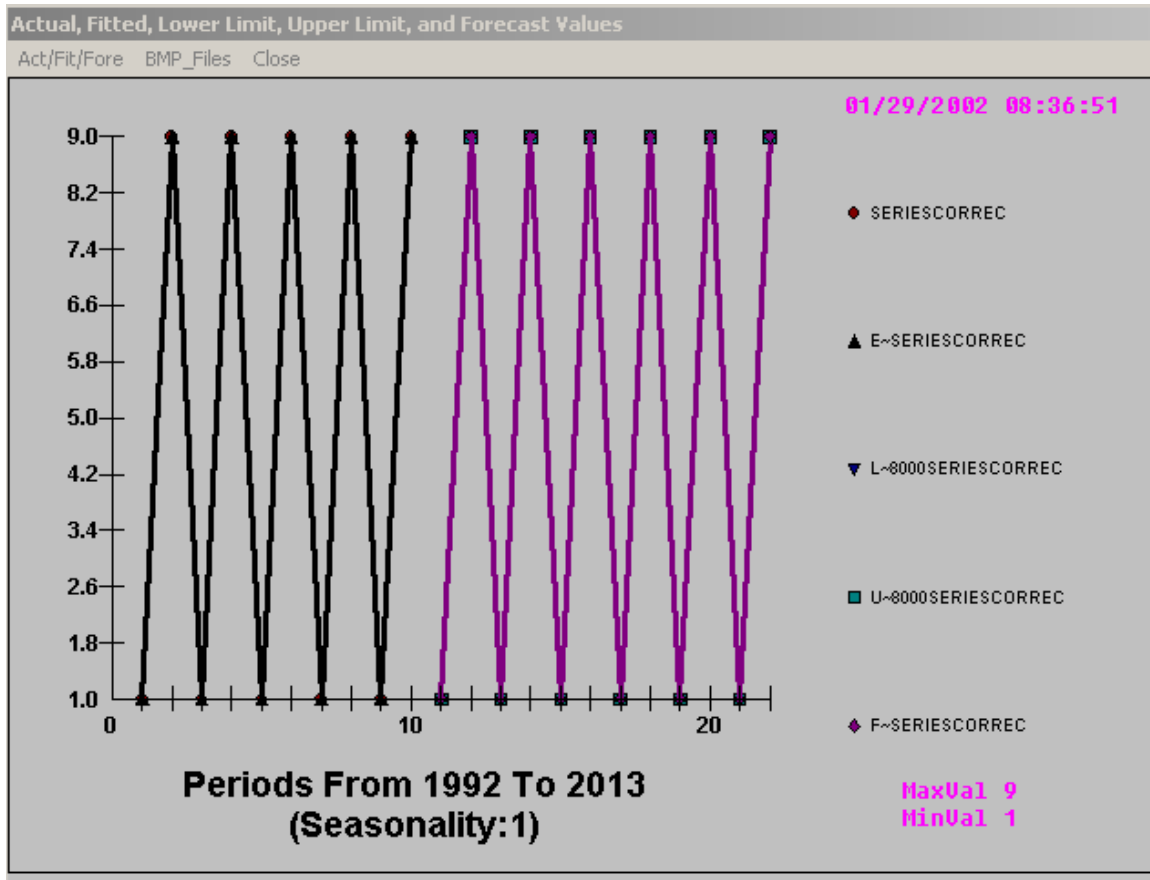 Actual, Fitted, Lower Limit, Upper Limit, and Forecast Values
Act/Fit/Fore BMP_Files Close
01/29/2002 08:36:51
9.0
8.2
7.4
6.6
5.8
5.0
4.2
3.4
2.6
1.8
1.0
0 10 20
SERIESCORREC
E~SERIESCORREC
L~8000SERIESCORREC
U~8000SERIESCORREC
F~SERIESCORREC
Periods From 1992 To 2013
(Seasonality:1)
MaxVal 9
MinVal 1